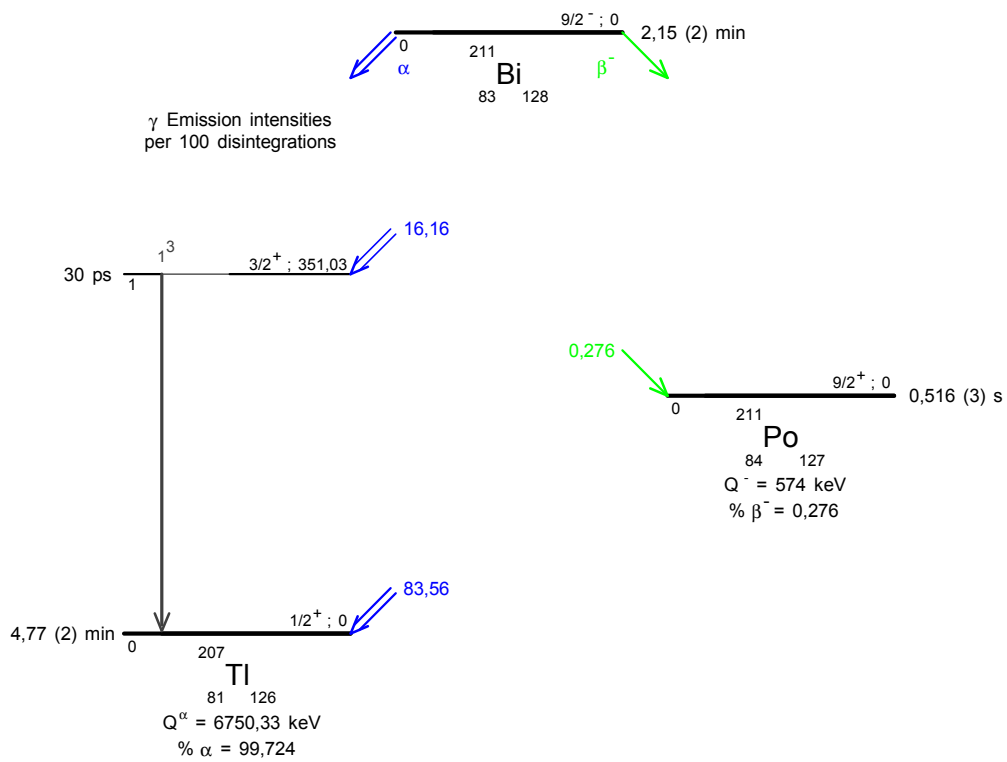 9/2⁻ ; 0
2,15 (2) min
0
α
211
Bi
83 128
β⁻
γ Emission intensities
per 100 disintegrations
16,16
1³
30 ps
3/2⁺ ; 351,03
1
0,276
9/2⁺ ; 0
0,516 (3) s
0
211
Po
84 127
Q⁻ = 574 keV
% β⁻ = 0,276
83,56
4,77 (2) min
1/2⁺ ; 0
0
207
Tl
81 126
Qᵅ = 6750,33 keV
% α = 99,724